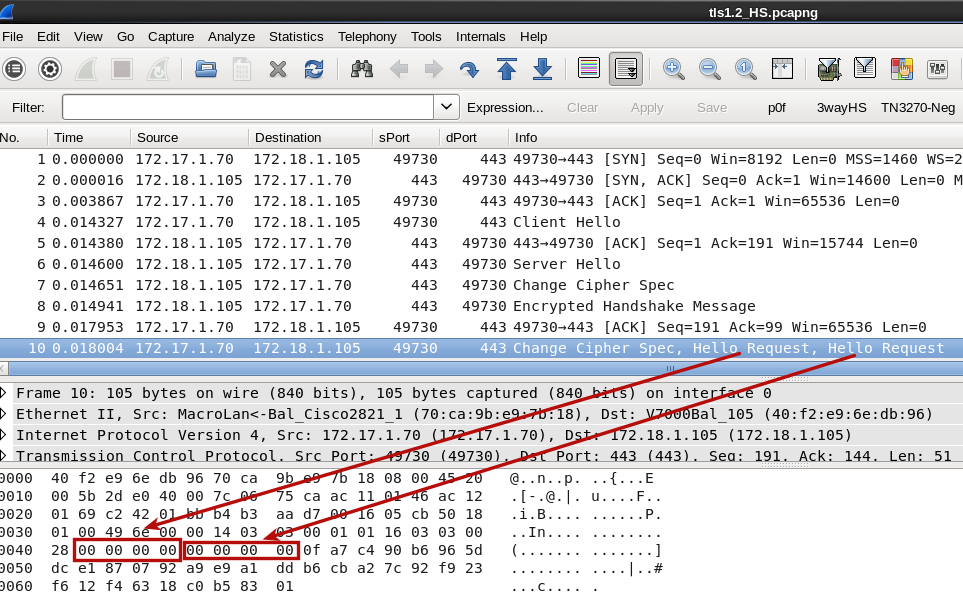 tls1.2_HS.pcapng
File Edit View Go Capture Analyze Statistics Telephony Tools Internals Help
Filter: Expression... Clear Apply Save p0f 3wayHS TN3270-Neg
No. Time Source Destination sPort dPort Info
1 0.000000 172.17.1.70 172.18.1.105 49730 443 49730→443 [SYN] Seq=0 Win=8192 Len=0 MSS=1460 WS=2
2 0.000016 172.18.1.105 172.17.1.70 443 49730 443→49730 [SYN, ACK] Seq=0 Ack=1 Win=14600 Len=0 M
3 0.003867 172.17.1.70 172.18.1.105 49730 443 49730→443 [ACK] Seq=1 Ack=1 Win=65536 Len=0
4 0.014327 172.17.1.70 172.18.1.105 49730 443 Client Hello
5 0.014380 172.18.1.105 172.17.1.70 443 49730 443→49730 [ACK] Seq=1 Ack=191 Win=15744 Len=0
6 0.014600 172.18.1.105 172.17.1.70 443 49730 Server Hello
7 0.014651 172.18.1.105 172.17.1.70 443 49730 Change Cipher Spec
8 0.014941 172.18.1.105 172.17.1.70 443 49730 Encrypted Handshake Message
9 0.017953 172.17.1.70 172.18.1.105 49730 443 49730→443 [ACK] Seq=191 Ack=99 Win=65536 Len=0
10 0.018004 172.17.1.70 172.18.1.105 49730 443 Change Cipher Spec, Hello Request, Hello Request
Frame 10: 105 bytes on wire (840 bits), 105 bytes captured (840 bits) on interface 0
Ethernet II, Src: MacroLan<-Bal_Cisco2821_1 (70:ca:9b:e9:7b:18), Dst: V7000Bal_105 (40:f2:e9:6e:db:96)
Internet Protocol Version 4, Src: 172.17.1.70 (172.17.1.70), Dst: 172.18.1.105 (172.18.1.105)
Transmission Control Protocol, Src Port: 49730 (49730), Dst Port: 443 (443), Seq: 191, Ack: 144, Len: 51
0000 40 f2 e9 6e db 96 70 ca 9b e9 7b 18 08 00 45 20 @..n..p. ..{...E
0010 00 5b 2d e0 40 00 7c 06 75 ca ac 11 01 46 ac 12 .[-.@.|. u....F..
0020 01 69 c2 42 01 bb b4 b3 aa d7 00 16 05 cb 50 18 .i.B.... ......P.
0030 01 00 49 6e 00 00 14 03 03 00 01 01 16 03 03 00 ..In.... ........
0040 28 00 00 00 00 00 00 00 00 0f a7 c4 90 b6 96 5d (....... .......]
0050 dc e1 87 07 92 a9 e9 a1 dd b6 cb a2 7c 92 f9 23 ........ ....|..#
0060 f6 12 f4 63 18 c0 b5 83 01 ...c.... .